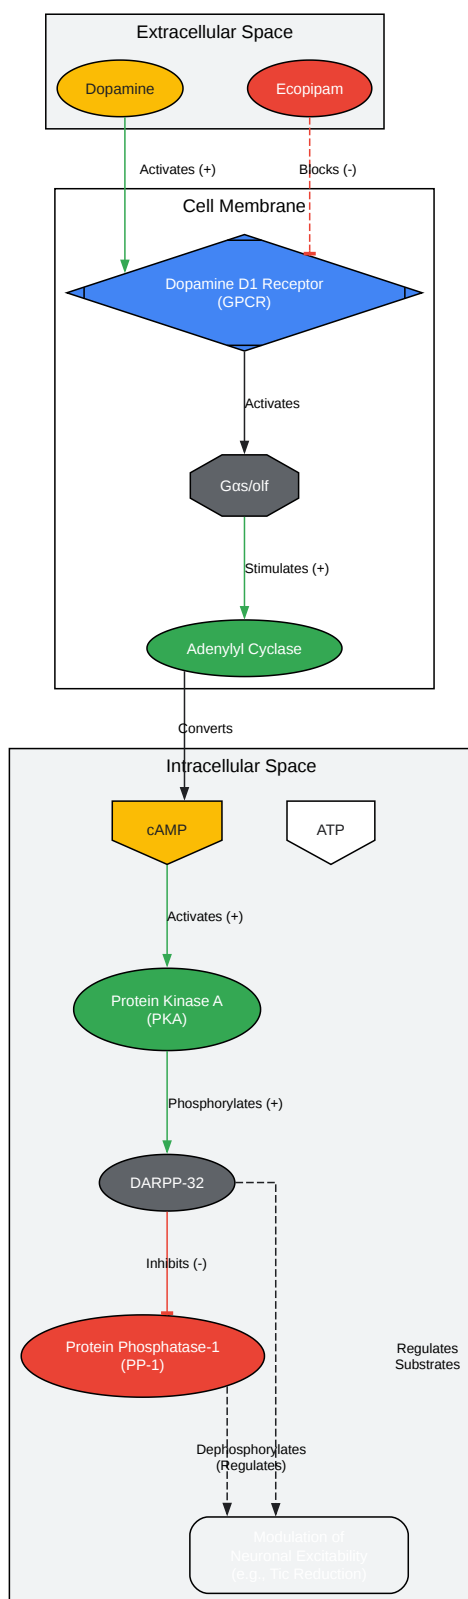 Extracellular Space
Dopamine
Ecopipam
Activates (+)
Blocks (-)
Cell Membrane
Dopamine D1 Receptor
(GPCR)
Activates
Gαs/olf
Stimulates (+)
Adenylyl Cyclase
Converts
Intracellular Space
cAMP
ATP
Activates (+)
Protein Kinase A
(PKA)
Phosphorylates (+)
DARPP-32
Inhibits (-)
Protein Phosphatase-1
(PP-1)
Regulates
Substrates
Dephosphorylates
(Regulates)
Modulation of
Neuronal Excitability
(e.g., Tic Reduction)